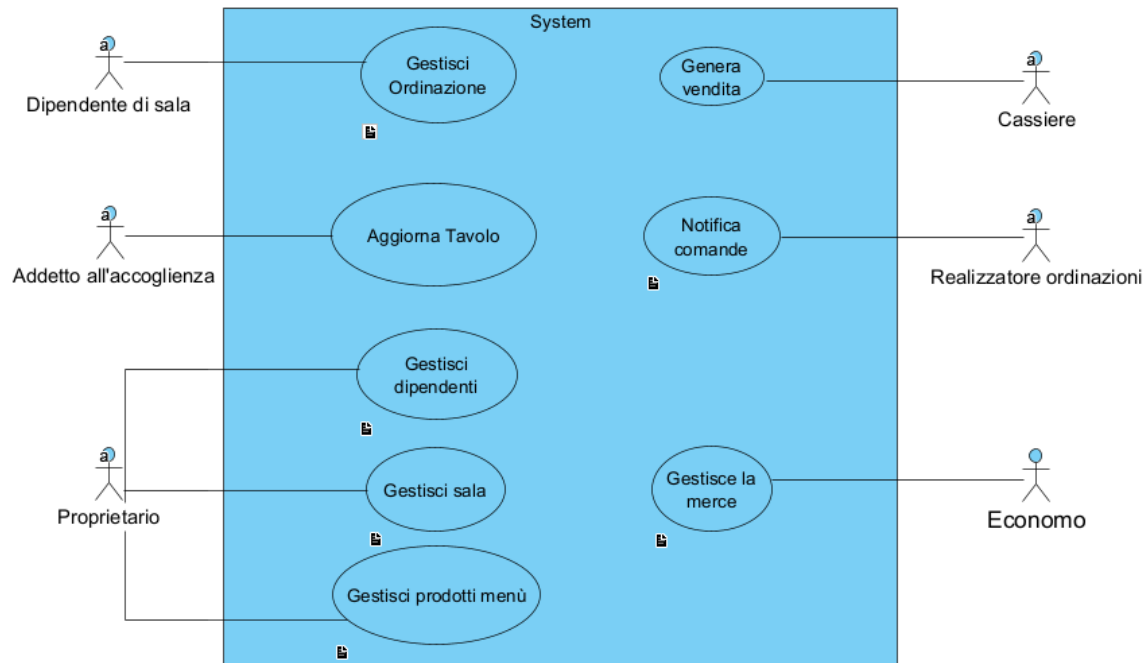 System
a
Dipendente di sala
Gestisci
Ordinazione
Genera
vendita
a
Cassiere
a
Addetto all'accoglienza
Aggiorna Tavolo
Notifica
comande
a
Realizzatore ordinazioni
Gestisci
dipendenti
a
Proprietario
Gestisci sala
Gestisce la
merce
Economo
Gestisci prodotti menù